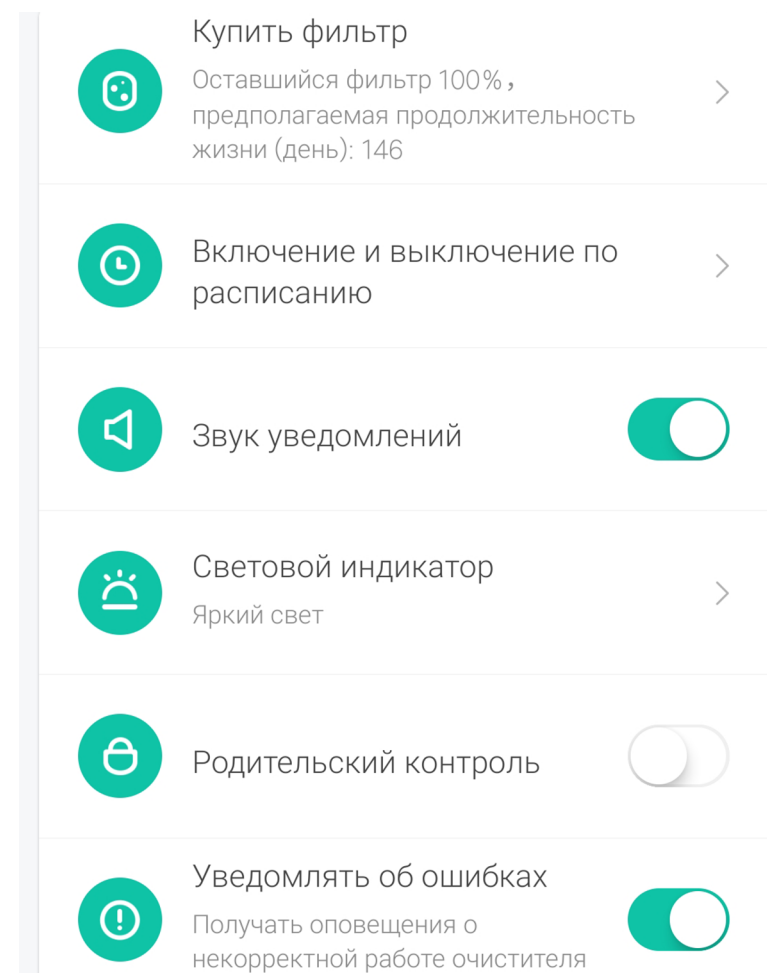 Купить фильтр
Оставшийся фильтр 100%，
предполагаемая продолжительность
жизни (день): 146
Включение и выключение по
расписанию
Звук уведомлений
Световой индикатор
Яркий свет
Родительский контроль
Уведомлять об ошибках
Получать оповещения о
некорректной работе очистителя